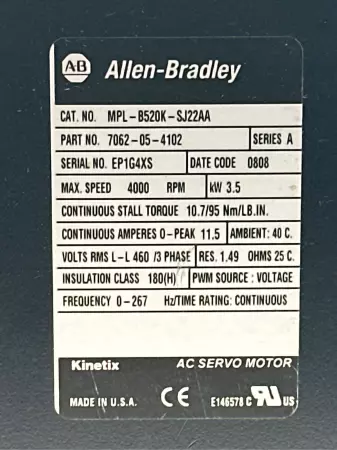 A-B Allen-Bradley
CAT. NO. MPL-B520K-SJ22AA
PART NO. 7062-05-4102 SERIES A
SERIAL NO. EP1G4XS DATE CODE 0808
MAX. SPEED 4000 RPM kW 3.5
CONTINUOUS STALL TORQUE 10.7/95 Nm/LB.IN.
CONTINUOUS AMPERES 0-PEAK 11.5 AMBIENT: 40 C.
VOLTS RMS L-L 460 /3 PHASE RES. 1.49 OHMS 25 C.
INSULATION CLASS 180(H) PWM SOURCE : VOLTAGE
FREQUENCY 0-267 Hz/TIME RATING: CONTINUOUS
Kinetix AC SERVO MOTOR
MADE IN U.S.A. CE E146578 C RU US